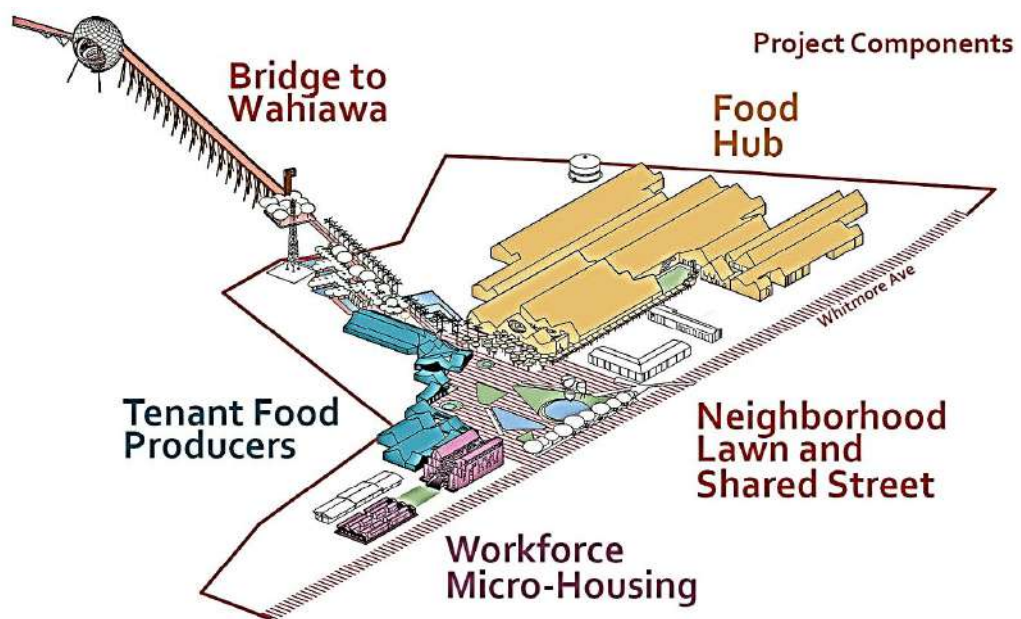 Project Components
Bridge to
Wahiawa
Food
Hub
Whitmore Ave
Tenant Food
Producers
Neighborhood
Lawn and
Shared Street
Workforce
Micro-Housing